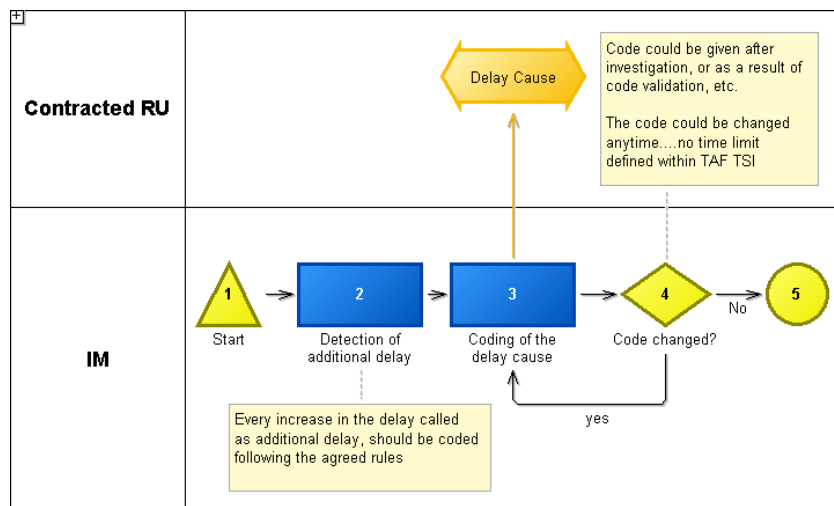 Contracted RU
Delay Cause
Code could be given after
investigation, or as a result of
code validation, etc.
The code could be changed
anytime....no time limit
defined within TAF TSI
IM
1
Start
2
Detection of
additional delay
3
Coding of the
delay cause
4
Code changed?
No
5
yes
Every increase in the delay called
as additional delay, should be coded
following the agreed rules